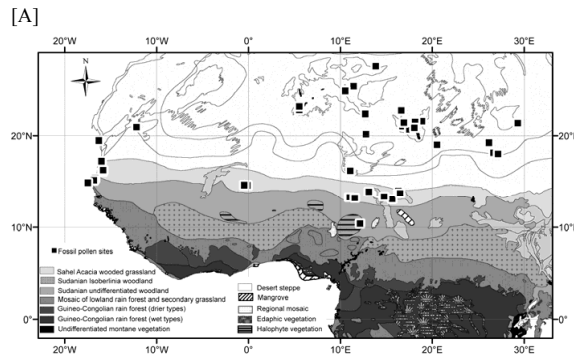 [A]
20°W 10°W 0° 10°E 20°E 30°E
N
20°N 20°N
10°N 10°N
0° 0°
Fossil pollen sites
Sahel Acacia wooded grassland
Sudanian Isoberlinia woodland
Sudanian undifferentiated woodland
Mosaic of lowland rain forest and secondary grassland
Guineo-Congolian rain forest (drier types)
Guineo-Congolian rain forest (wet types)
Undifferentiated montane vegetation
Desert steppe
Mangrove
Regional mosaic
Edaphic vegetation
Halophyte vegetation
20°W 10°W 0° 10°E 20°E 30°E